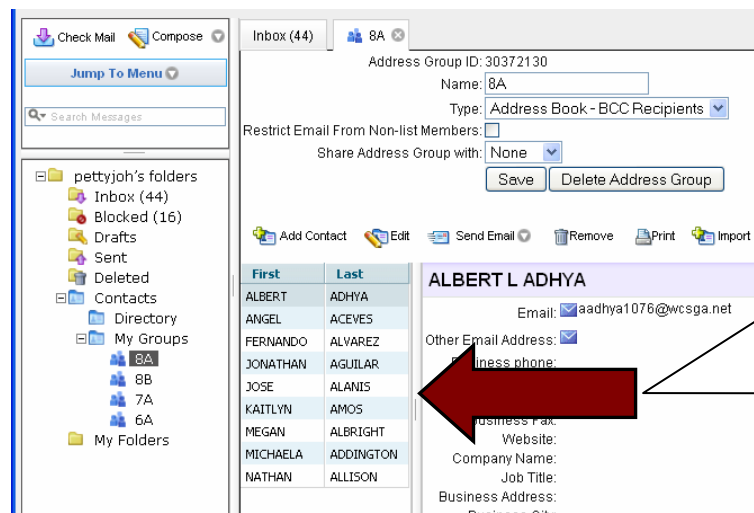 Check Mail Compose
Jump To Menu
Search Messages
pettyjoh's folders
Inbox (44)
Blocked (16)
Drafts
Sent
Deleted
Contacts
Directory
My Groups
8A
8B
7A
6A
My Folders
Inbox (44) 8A
Address Group ID: 30372130
Name: 8A
Type: Address Book - BCC Recipients
Restrict Email From Non-list Members:
Share Address Group with: None
Save Delete Address Group
Add Contact Edit Send Email Remove Print Import
First Last
ALBERT ADHYA
ANGEL ACEVES
FERNANDO ALVAREZ
JONATHAN AGUILAR
JOSE ALANIS
KAITLYN AMOS
MEGAN ALBRIGHT
MICHAELA ADDINGTON
NATHAN ALLISON
ALBERT L ADHYA
Email: aadhya1076@wcsga.net
Other Email Address:
Business phone:
Business Fax:
Website:
Company Name:
Job Title:
Business Address: